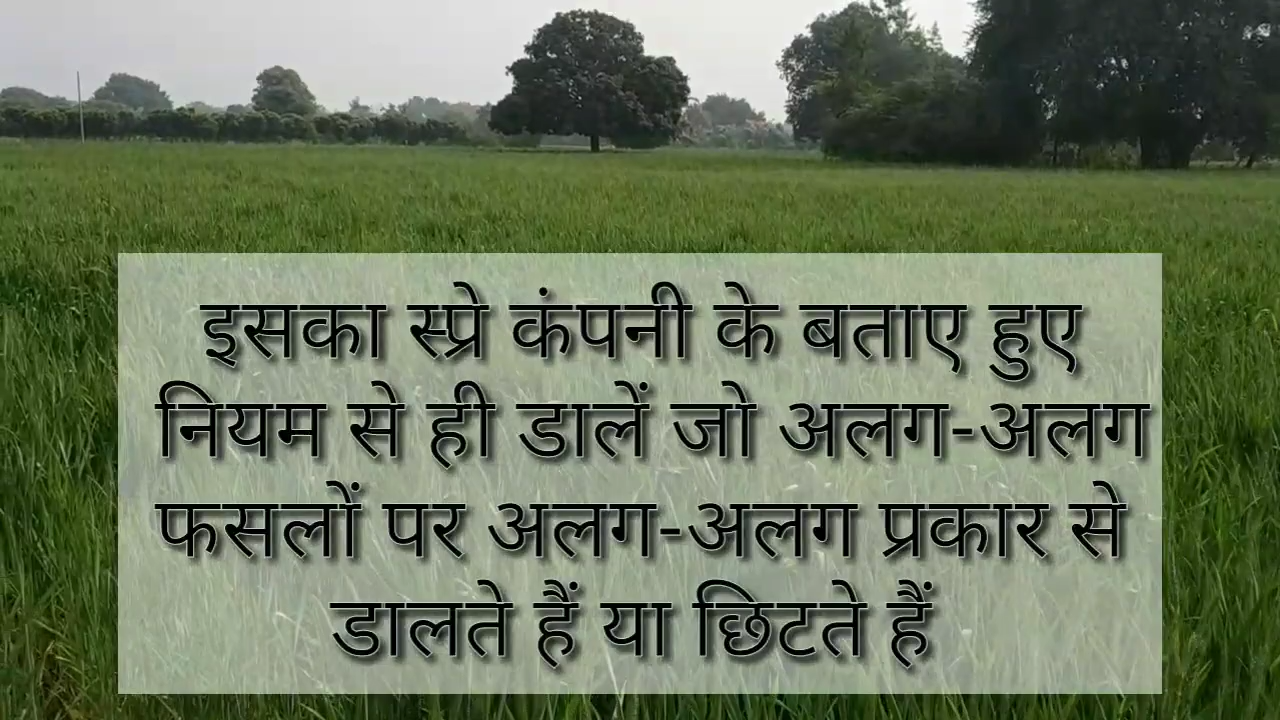 इसका स्प्रे कंपनी के बताए हुए
नियम से ही डालें जो अलग-अलग
फसलों पर अलग-अलग प्रकार से
डालते हैं या छिटते हैं